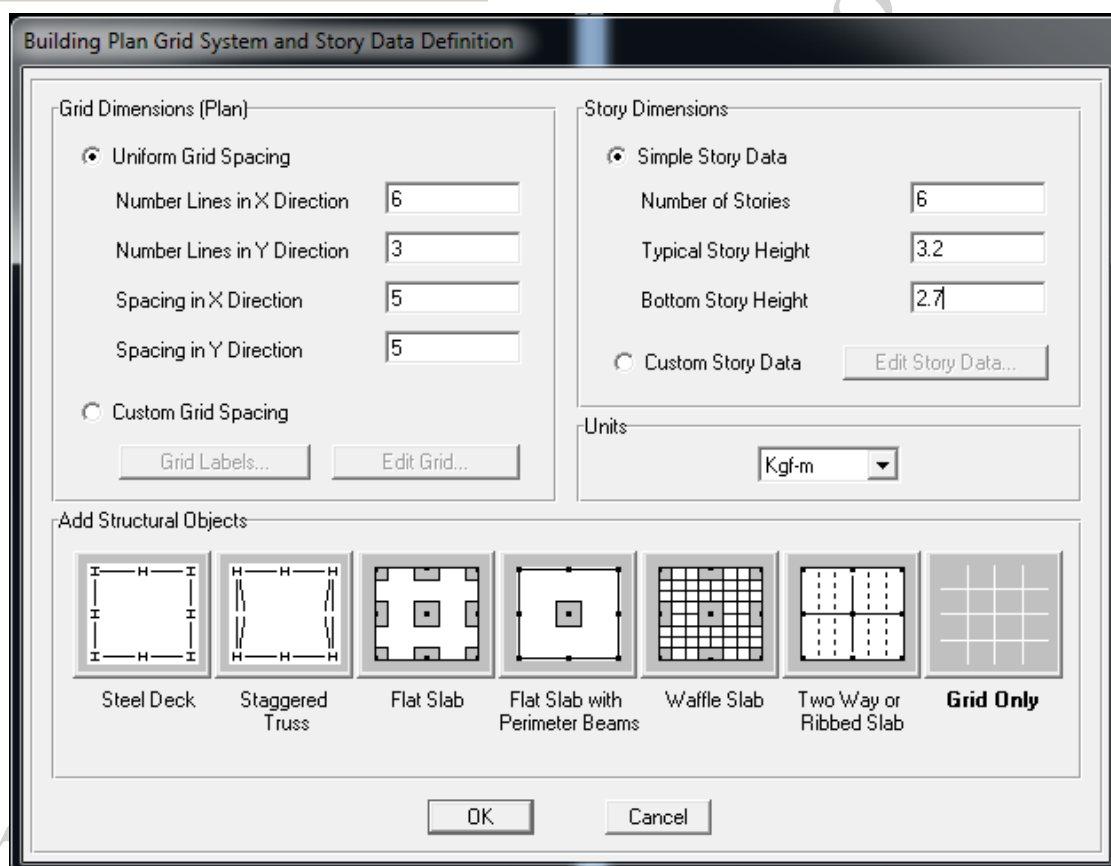 Building Plan Grid System and Story Data Definition
Grid Dimensions (Plan)
Uniform Grid Spacing
Number Lines in X Direction 6
Number Lines in Y Direction 3
Spacing in X Direction 5
Spacing in Y Direction 5
Custom Grid Spacing
Grid Labels... Edit Grid...
Story Dimensions
Simple Story Data
Number of Stories 6
Typical Story Height 3.2
Bottom Story Height 2.7
Custom Story Data Edit Story Data...
Units
Kgf-m
Add Structural Objects
Steel Deck
Staggered
Truss
Flat Slab
Flat Slab with
Perimeter Beams
Waffle Slab
Two Way or
Ribbed Slab
Grid Only
OK Cancel